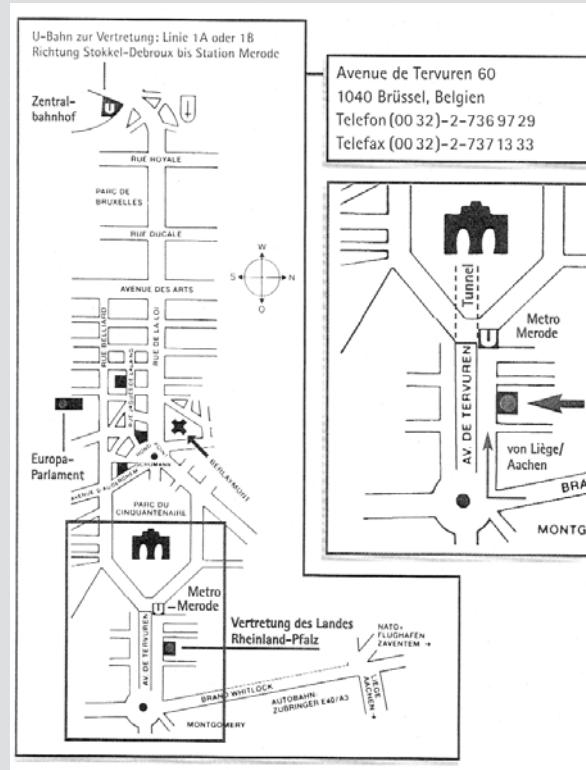 U-Bahn zur Vertretung: Linie 1A oder 1B
Richtung Stokkel-Debroux bis Station Merode
Zentral-
bahnhof
U
RUE ROYALE
PARC DE
BRUXELLES
RUE DUCALE
AVENUE DES ARTS
W
S
N
O
RUE BELLIARD
RUE DE LA LOI
Europa-
Parlament
ROND POINT
SCHUMANN
BERLAYMONT
PARC DU
CINQUANTENAIRE
Metro
Merode
U
Vertretung des Landes
Rheinland-Pfalz
AV. DE TERVUREN
NATO+
FLUGHAFEN
ZAVENTEM →
BRAND WHITLOCK
AUTOBAHN-
ZUBRINGER E40/A3
LIEGE
AACHEN →
MONTGOMERY
Avenue de Tervuren 60
1040 Brüssel, Belgien
Telefon (00 32)-2-736 97 29
Telefax (00 32)-2-737 13 33
Tunnel
Metro
Merode
U
AV. DE TERVUREN
von Liège/
Aachen
BRA
MONTG